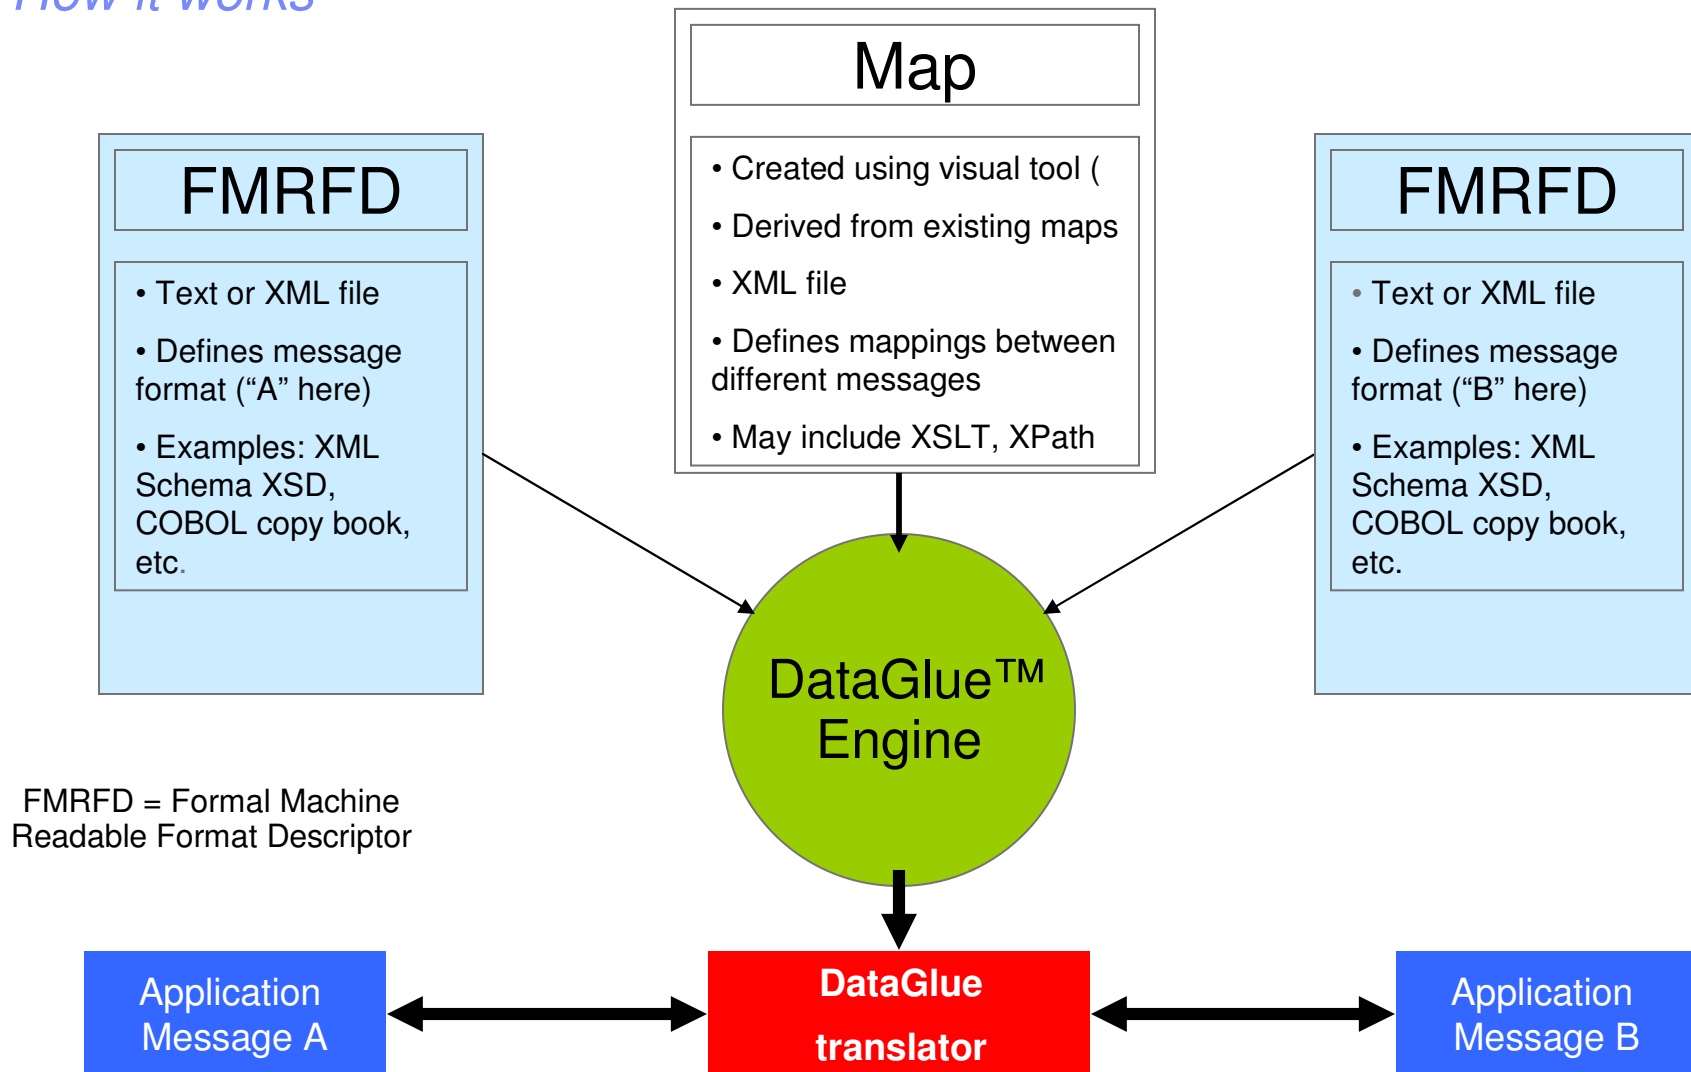 How it works
Map
• Created using visual tool (
• Derived from existing maps
• XML file
• Defines mappings between
different messages
• May include XSLT, XPath
FMRFD
• Text or XML file
• Defines message
format (“A” here)
• Examples: XML
Schema XSD,
COBOL copy book,
etc.
FMRFD
• Text or XML file
• Defines message
format (“B” here)
• Examples: XML
Schema XSD,
COBOL copy book,
etc.
DataGlue™
Engine
FMRFD = Formal Machine
Readable Format Descriptor
Application
Message A
DataGlue
translator
Application
Message B